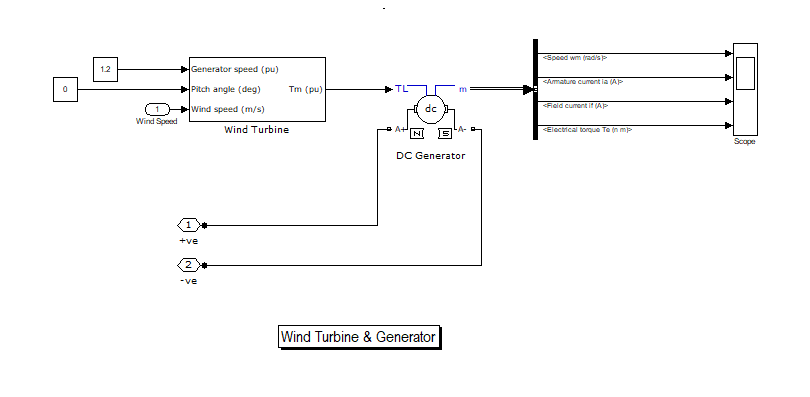 1.2
Generator speed (pu)
0
Pitch angle (deg)
Tm (pu)
1
Wind speed (m/s)
Wind Speed
Wind Turbine
TL
m
dc
A+
A-
N
S
DC Generator
<Speed wm (rad/s)>
<Armature current ia (A)>
<Field current if (A)>
<Electrical torque Te (n m)>
Scope
1
+ve
2
-ve
Wind Turbine & Generator